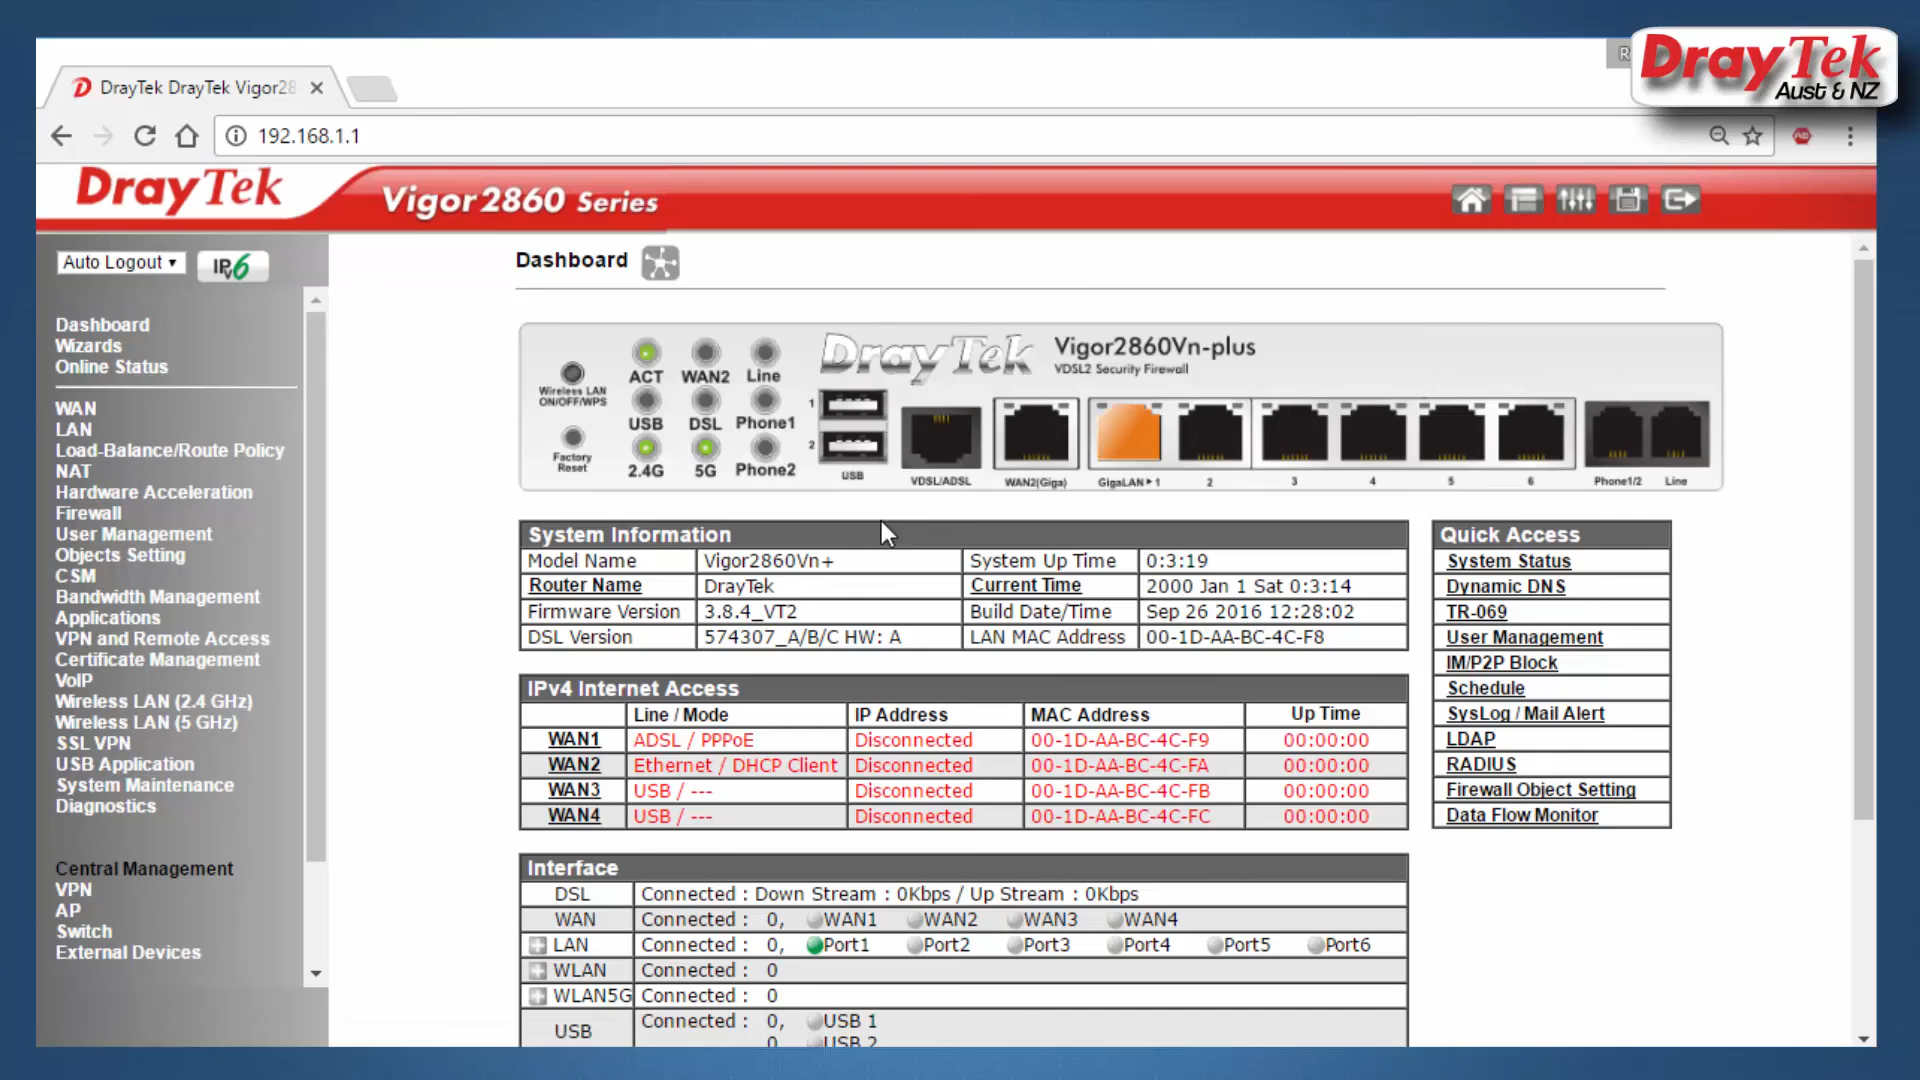 DrayTek
Aust & NZ
DrayTek DrayTek Vigor28
192.168.1.1
DrayTek
Vigor2860 Series
Auto Logout
IPv6
Dashboard
Wizards
Online Status
WAN
LAN
Load-Balance/Route Policy
NAT
Hardware Acceleration
Firewall
User Management
Objects Setting
CSM
Bandwidth Management
Applications
VPN and Remote Access
Certificate Management
VoIP
Wireless LAN (2.4 GHz)
Wireless LAN (5 GHz)
SSL VPN
USB Application
System Maintenance
Diagnostics
Central Management
VPN
AP
Switch
External Devices
Dashboard
Wireless LAN
ON/OFF/WPS
Factory
Reset
ACT WAN2 Line
USB DSL Phone1
2.4G 5G Phone2
DrayTek
Vigor2860Vn-plus
VDSL2 Security Firewall
1
2
USB VDSL/ADSL WAN2(Giga) GigaLAN 1 2 3 4 5 6 Phone1/2 Line
System Information
Model Name Vigor2860Vn+ System Up Time 0:3:19
Router Name DrayTek Current Time 2000 Jan 1 Sat 0:3:14
Firmware Version 3.8.4_VT2 Build Date/Time Sep 26 2016 12:28:02
DSL Version 574307_A/B/C HW: A LAN MAC Address 00-1D-AA-BC-4C-F8
IPv4 Internet Access
Line / Mode IP Address MAC Address Up Time
WAN1 ADSL / PPPoE Disconnected 00-1D-AA-BC-4C-F9 00:00:00
WAN2 Ethernet / DHCP Client Disconnected 00-1D-AA-BC-4C-FA 00:00:00
WAN3 USB / --- Disconnected 00-1D-AA-BC-4C-FB 00:00:00
WAN4 USB / --- Disconnected 00-1D-AA-BC-4C-FC 00:00:00
Interface
DSL Connected : Down Stream : 0Kbps / Up Stream : 0Kbps
WAN Connected : 0, WAN1 WAN2 WAN3 WAN4
LAN Connected : 0, Port1 Port2 Port3 Port4 Port5 Port6
WLAN Connected : 0
WLAN5G Connected : 0
USB Connected : 0, USB 1
0 USB 2
Quick Access
System Status
Dynamic DNS
TR-069
User Management
IM/P2P Block
Schedule
SysLog / Mail Alert
LDAP
RADIUS
Firewall Object Setting
Data Flow Monitor